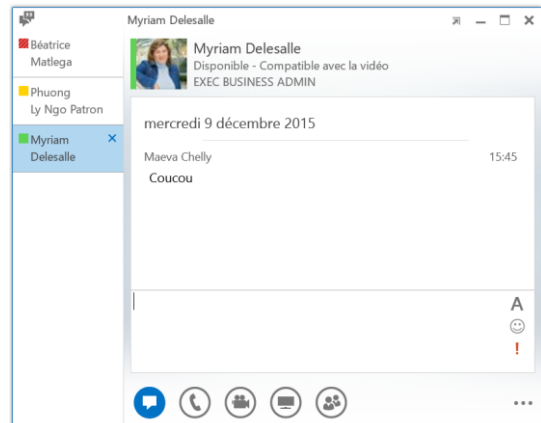 Myriam Delesalle
Béatrice
Matlega
Phuong
Ly Ngo Patron
Myriam
Delesalle
Myriam Delesalle
Disponible - Compatible avec la vidéo
EXEC BUSINESS ADMIN
mercredi 9 décembre 2015
Maeva Chelly 15:45
Coucou
A
!